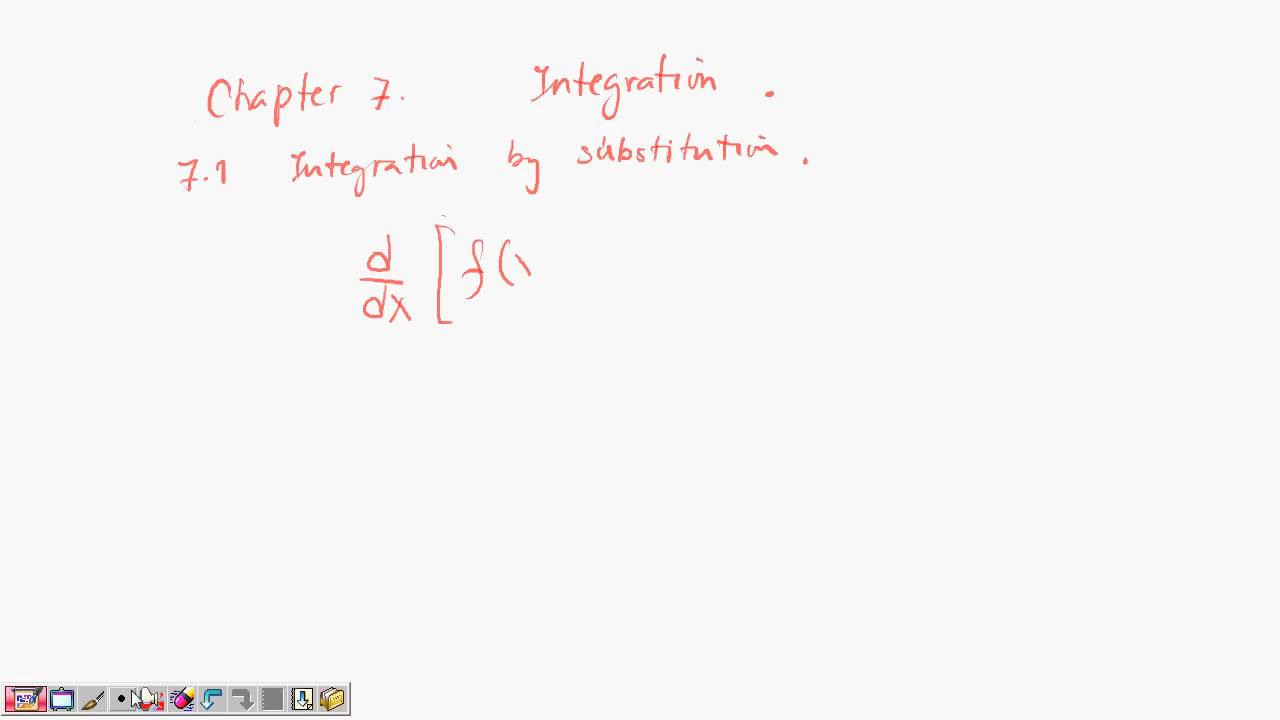 Chapter 7. Integration .
7.1 Integration by substitution .
d/dx [ f(